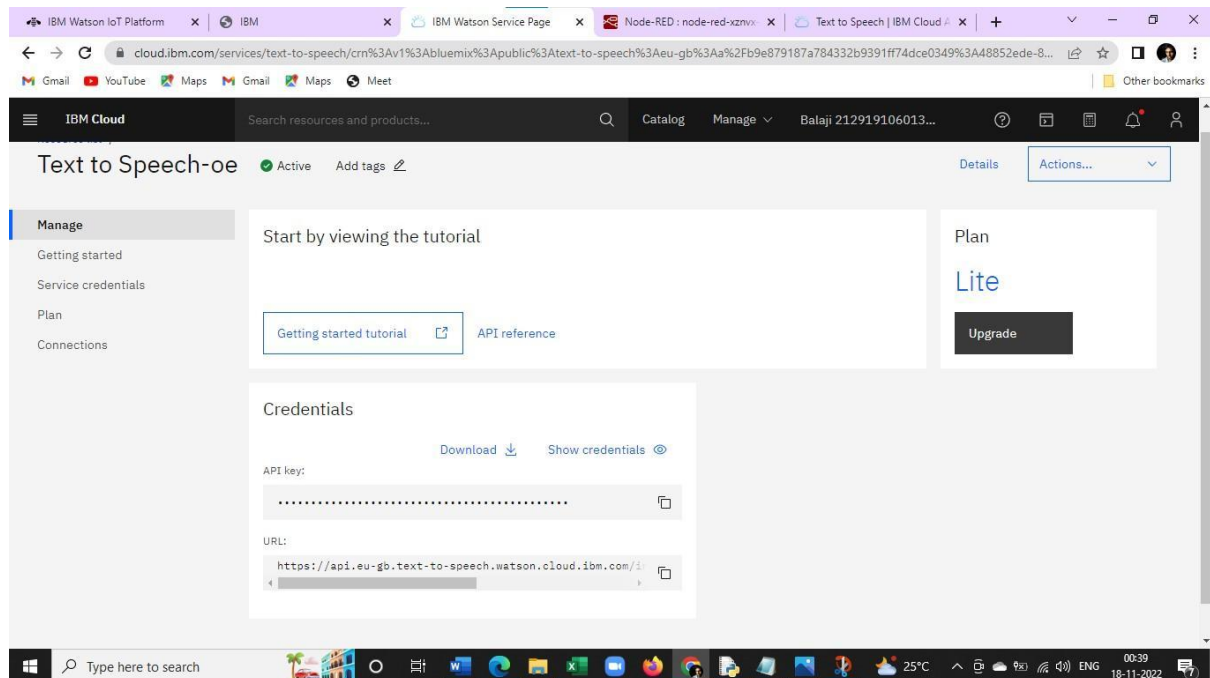 IBM Watson IoT Platform
IBM
IBM Watson Service Page
Node-RED : node-red-xznvx
Text to Speech | IBM Cloud A
cloud.ibm.com/services/text-to-speech/crn%3Av1%3Abluemix%3Apublic%3Atext-to-speech%3Aeu-gb%3Aa%2Fb9e879187a784332b9391ff74dce0349%3A48852ede-8...
Gmail YouTube Maps Gmail Maps Meet Other bookmarks
IBM Cloud Search resources and products... Catalog Manage Balaji 212919106013...
Text to Speech-oe Active Add tags Details Actions...
Manage
Getting started
Service credentials
Plan
Connections
Start by viewing the tutorial
Getting started tutorial API reference
Plan
Lite
Upgrade
Credentials
Download Show credentials
API key:
............................................
URL:
https://api.eu-gb.text-to-speech.watson.cloud.ibm.com/i
Type here to search 25°C ENG 00:39
18-11-2022